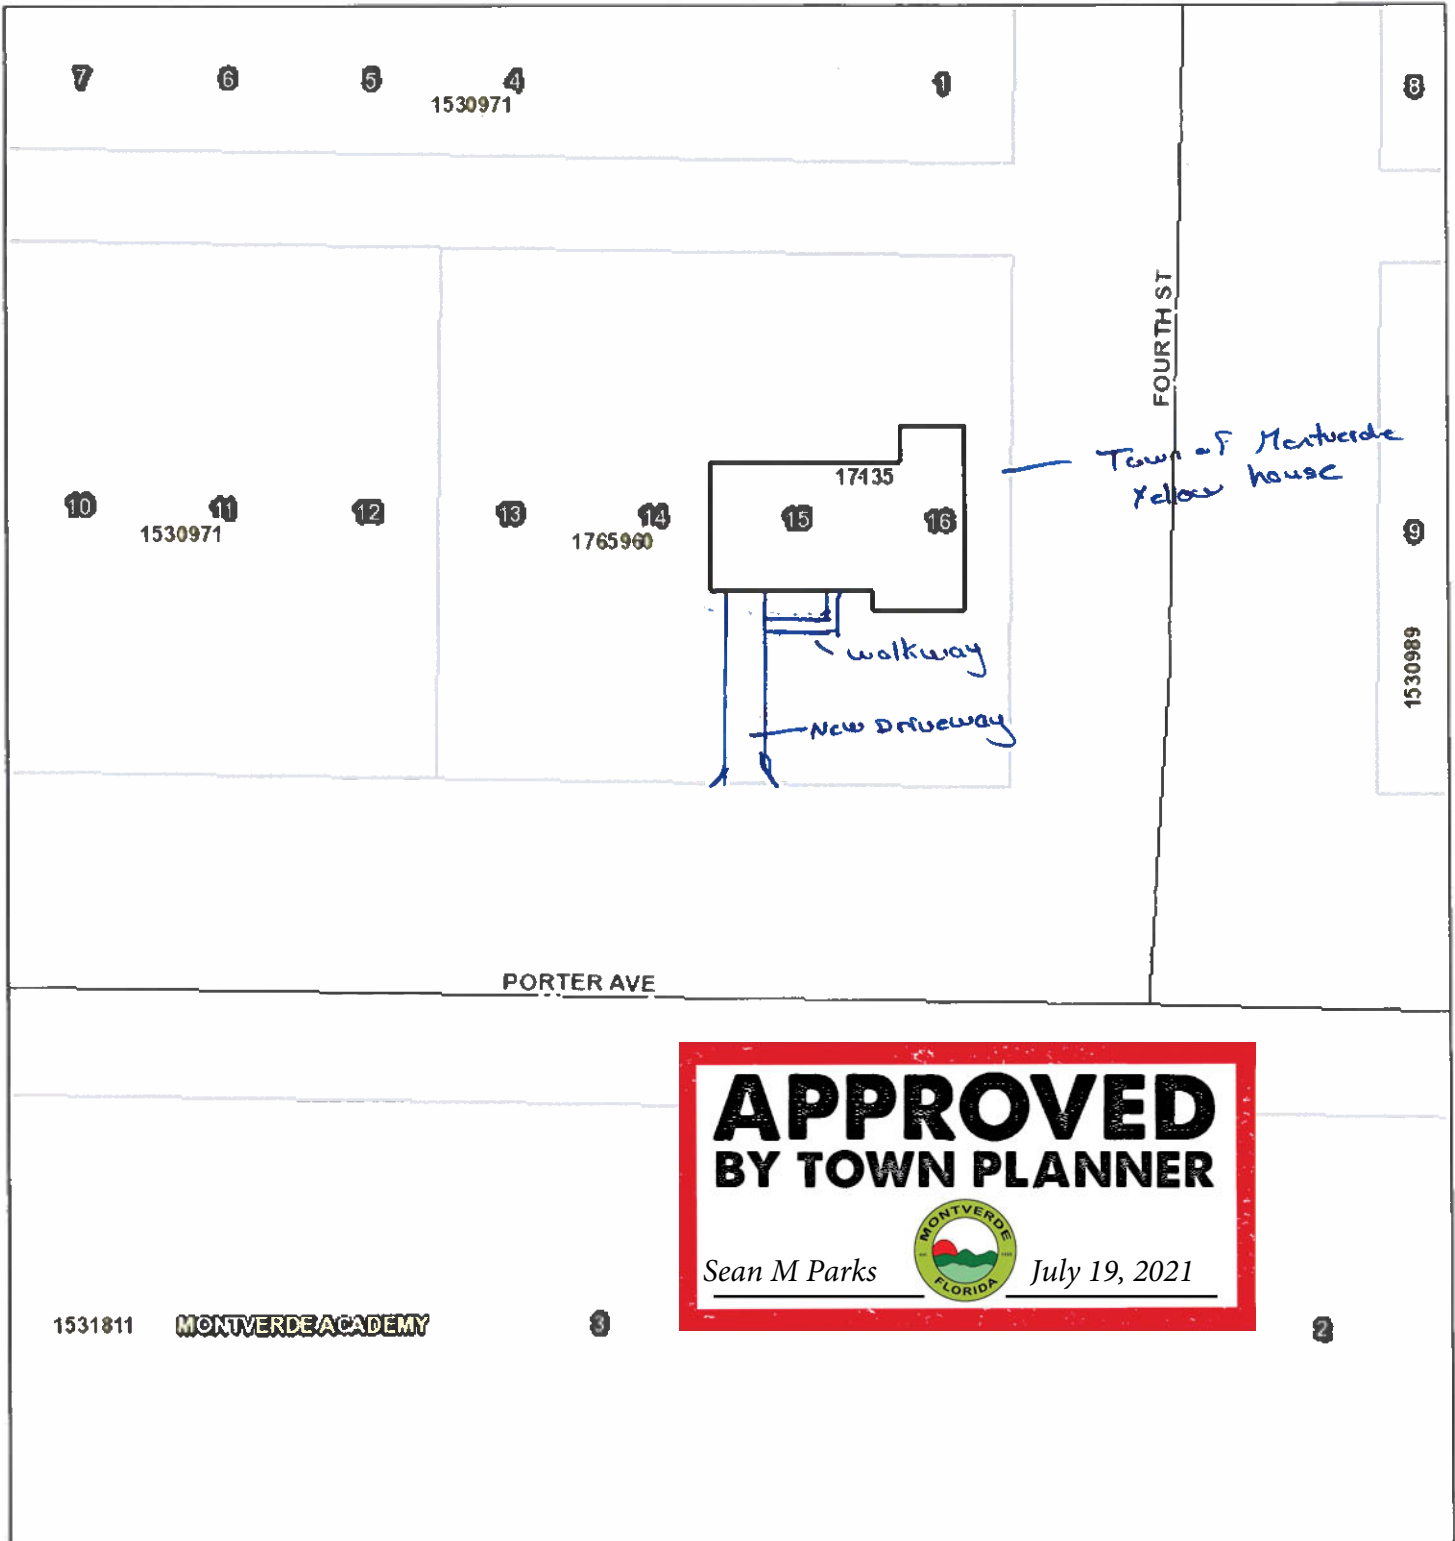 7 6 5 4 1 8
1530971
FOURTH ST
Town of Montverde
Yellow house
17435
10 11 12 13 14 15 16 9
1530971
1765960
1530989
walkway
New Driveway
PORTER AVE
APPROVED
BY TOWN PLANNER
MONTVERDE
FLORIDA
Sean M Parks
July 19, 2021
1531811 MONTVERDE ACADEMY 3 2